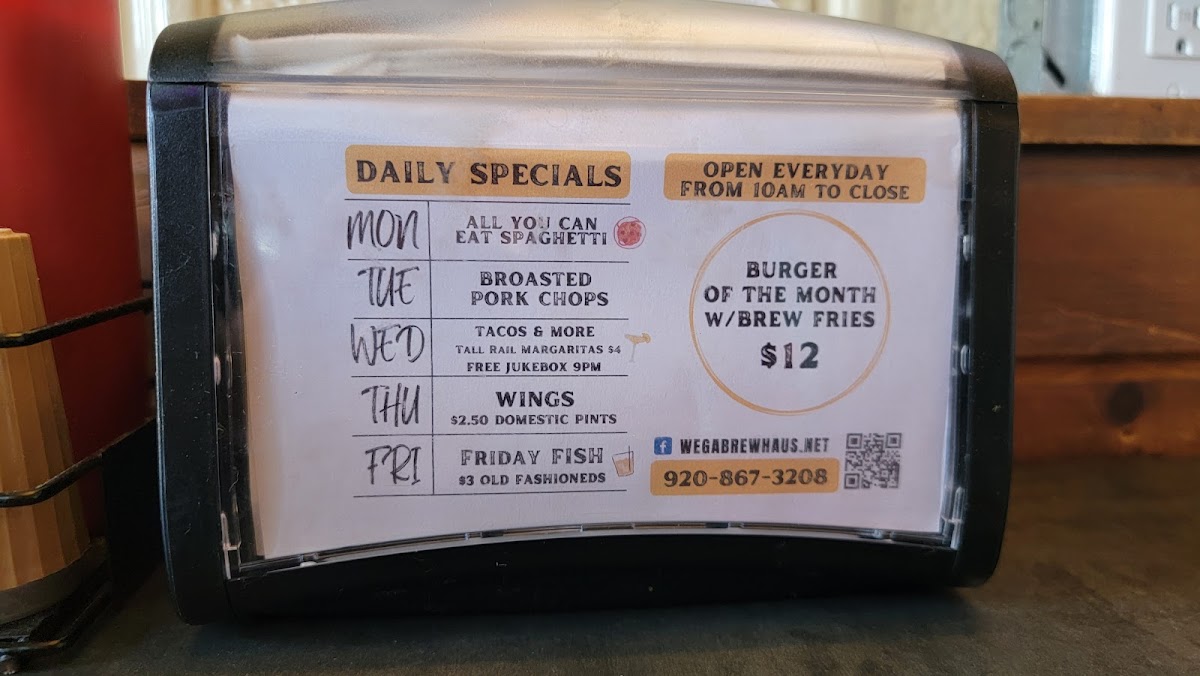 DAILY SPECIALS
MON
ALL YOU CAN
EAT SPAGHETTI
TUE
BROASTED
PORK CHOPS
WED
TACOS & MORE
TALL RAIL MARGARITAS $4
FREE JUKEBOX 9PM
THU
WINGS
$2.50 DOMESTIC PINTS
FRI
FRIDAY FISH
$3 OLD FASHIONEDS
OPEN EVERYDAY
FROM 10AM TO CLOSE
BURGER
OF THE MONTH
W/BREW FRIES
$12
f WEGABREWHAUS.NET
920-867-3208